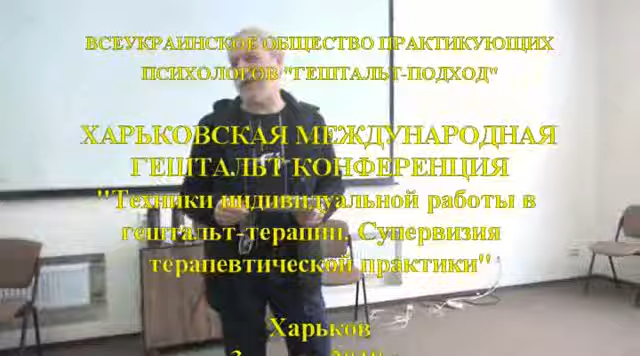 ВСЕУКРАИНСКОЕ ОБЩЕСТВО ПРАКТИКУЮЩИХ
ПСИХОЛОГОВ "ГЕШТАЛЬТ-ПОДХОД"
ХАРЬКОВСКАЯ МЕЖДУНАРОДНАЯ
ГЕШТАЛЬТ КОНФЕРЕНЦИЯ
"Техники индивидуальной работы в
гештальт-терапии. Супервизия
терапевтической практики"
Харьков